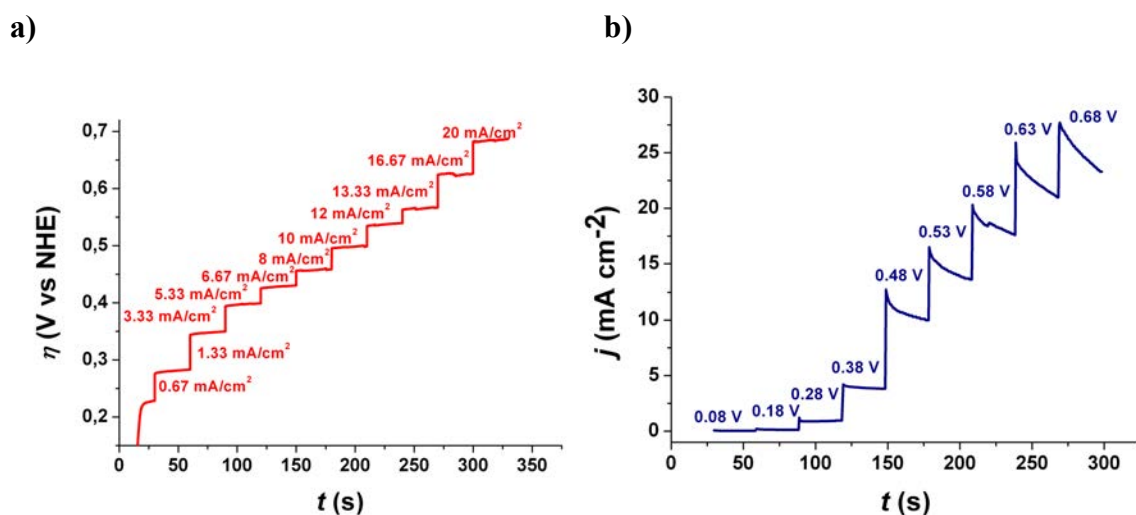 a)
b)
0,7
0,6
0,5
0,4
0,3
0,2
η (V vs NHE)
20 mA/cm²
16.67 mA/cm²
13.33 mA/cm²
12 mA/cm²
10 mA/cm²
8 mA/cm²
6.67 mA/cm²
5.33 mA/cm²
3.33 mA/cm²
1.33 mA/cm²
0.67 mA/cm²
0 50 100 150 200 250 300 350
t (s)
30
25
20
15
10
5
0
j (mA cm⁻²)
0.08 V
0.18 V
0.28 V
0.38 V
0.48 V
0.53 V
0.58 V
0.63 V
0.68 V
0 50 100 150 200 250 300
t (s)